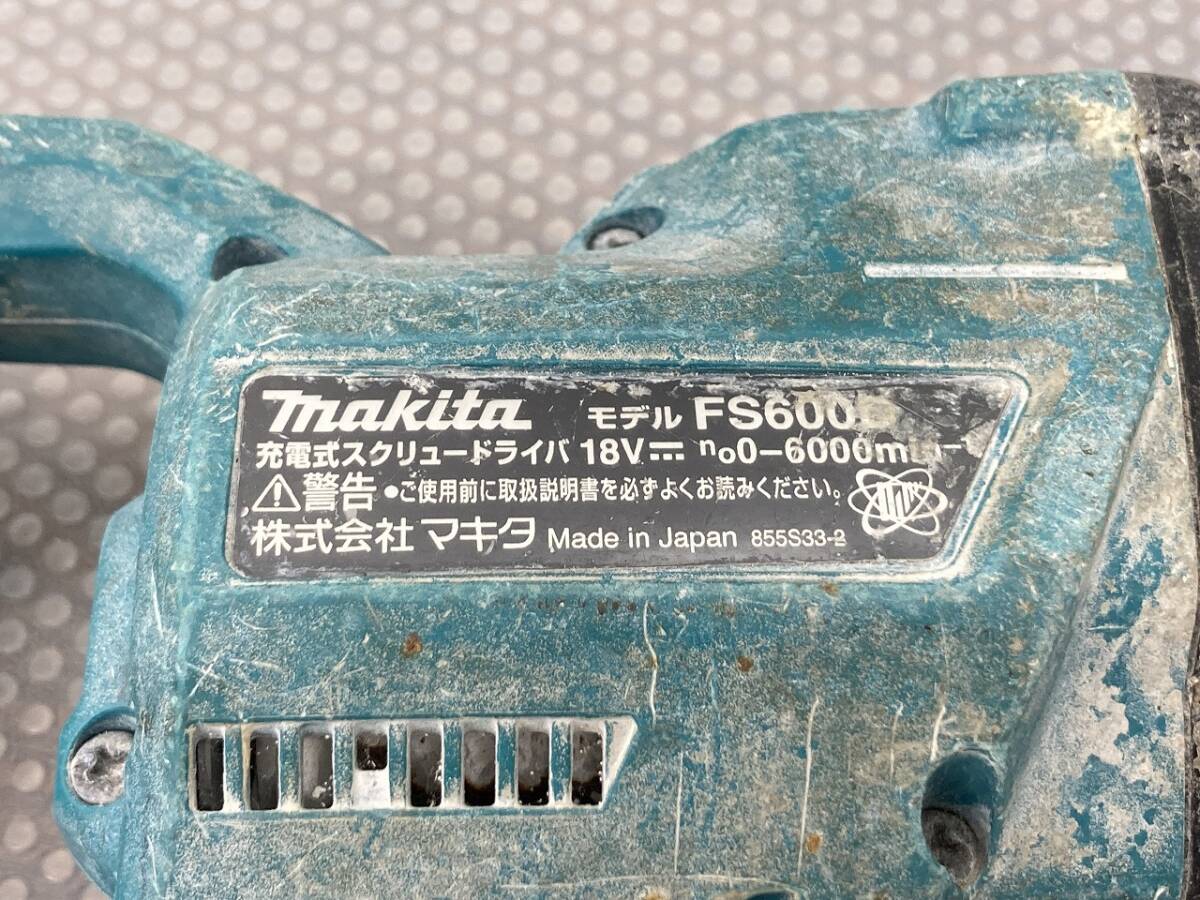 makita モデル FS600D
充電式スクリュードライバ 18V⎓ no0-6000min-1
⚠警告 ●ご使用前に取扱説明書を必ずよくお読みください。
株式会社 マキタ Made in Japan 855S33-2